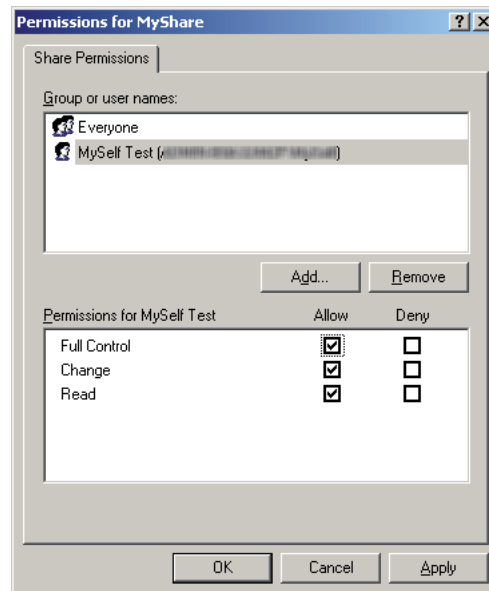 Permissions for MyShare
Share Permissions
Group or user names:
Everyone
MySelf Test (
Add... Remove
Permissions for MySelf Test Allow Deny
Full Control
Change
Read
OK Cancel Apply